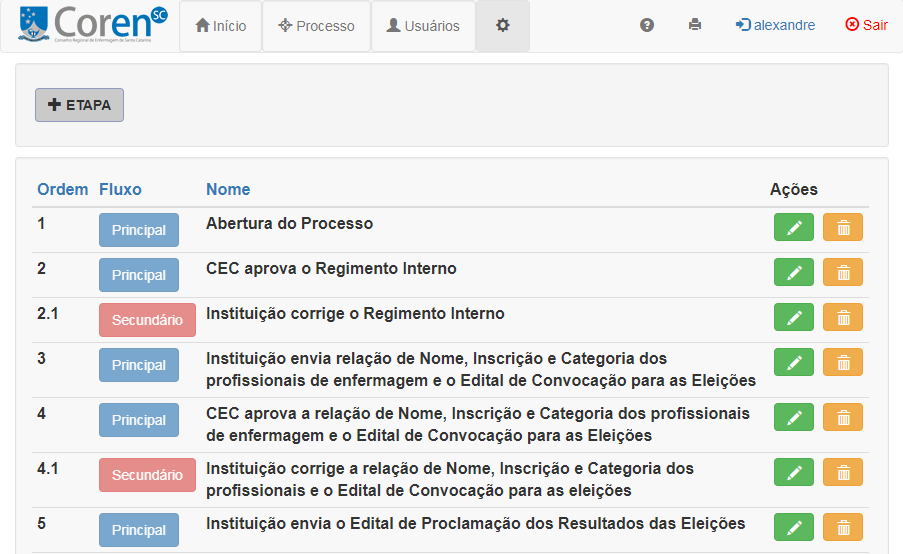 Coren SC
Conselho Regional de Enfermagem de Santa Catarina
Início
Processo
Usuários
alexandre
Sair
ETAPA
Ordem Fluxo Nome Ações
1 Principal Abertura do Processo
2 Principal CEC aprova o Regimento Interno
2.1 Secundário Instituição corrige o Regimento Interno
3 Principal Instituição envia relação de Nome, Inscrição e Categoria dos
profissionais de enfermagem e o Edital de Convocação para as Eleições
4 Principal CEC aprova a relação de Nome, Inscrição e Categoria dos profissionais
de enfermagem e o Edital de Convocação para as Eleições
4.1 Secundário Instituição corrige a relação de Nome, Inscrição e Categoria dos
profissionais e o Edital de Convocação para as eleições
5 Principal Instituição envia o Edital de Proclamação dos Resultados das Eleições